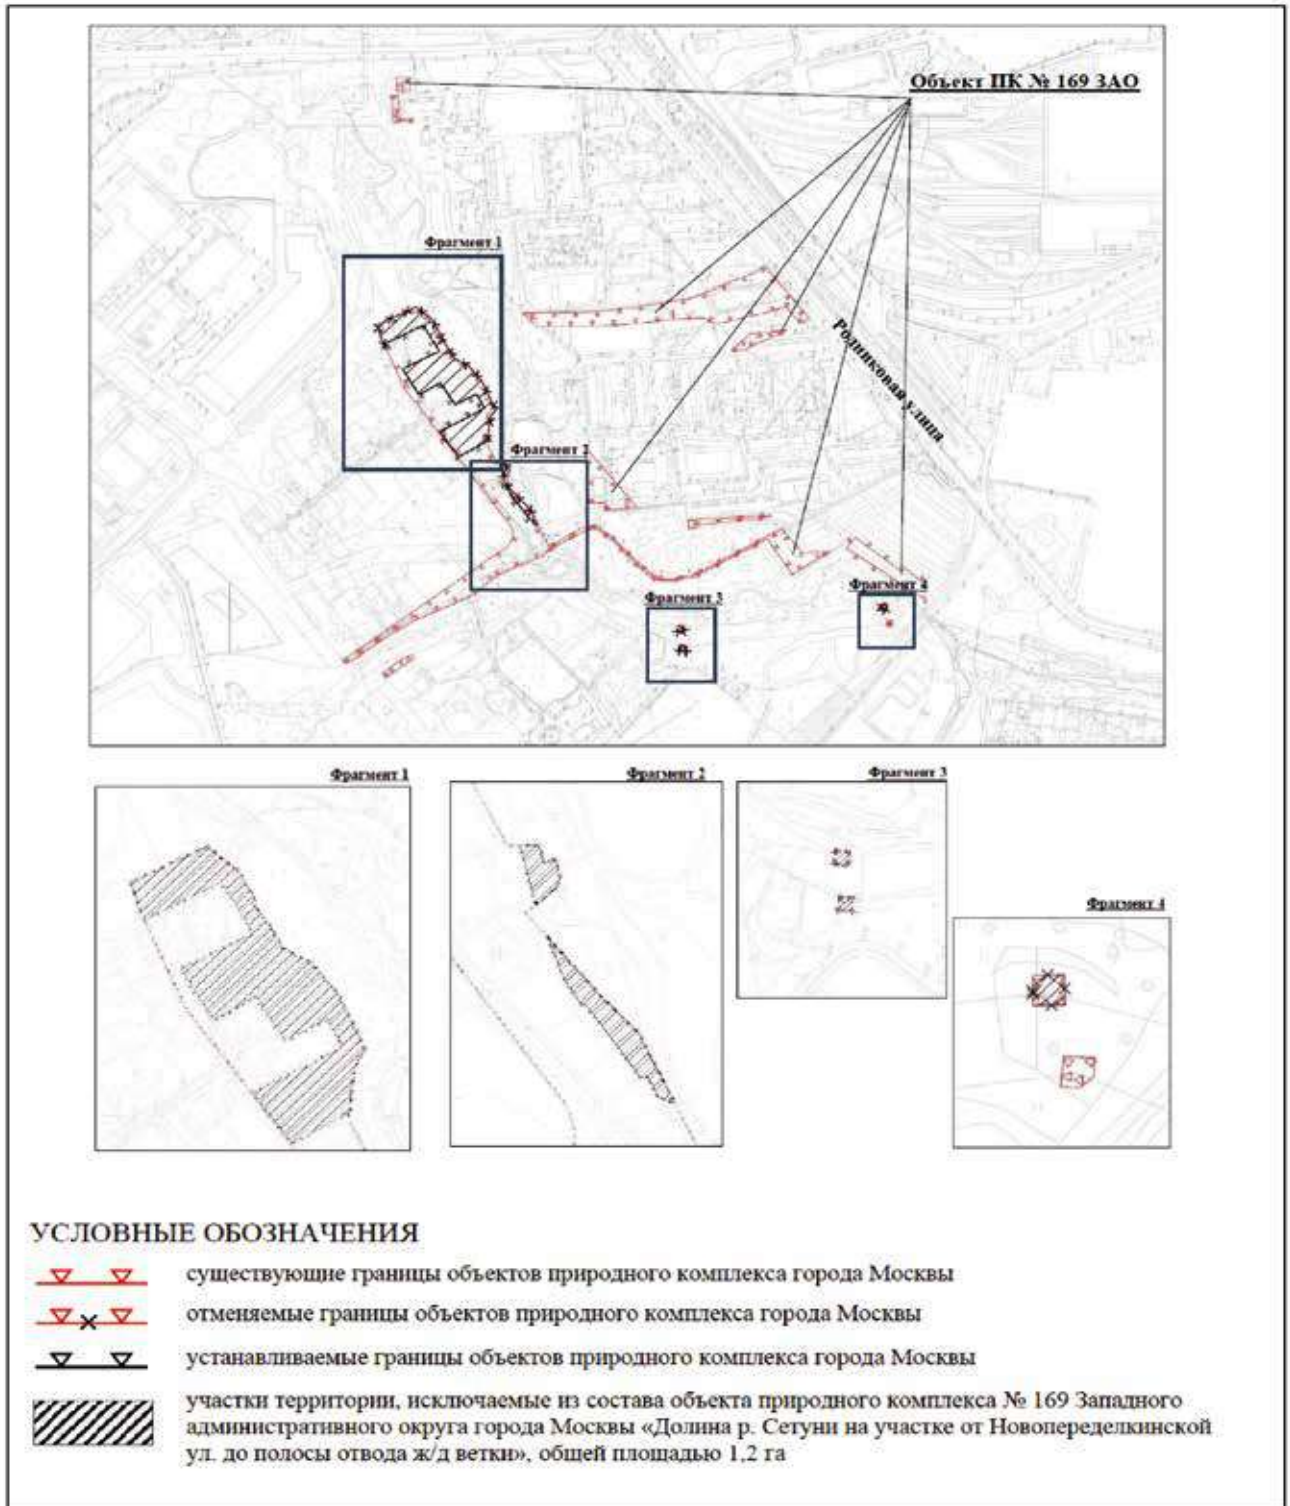 Объект ПК № 169 ЗАО
Фрагмент 1
Родниковая улица
Фрагмент 2
Фрагмент 3
Фрагмент 4
Фрагмент 1
Фрагмент 2
Фрагмент 3
Фрагмент 4
УСЛОВНЫЕ ОБОЗНАЧЕНИЯ
существующие границы объектов природного комплекса города Москвы
отменяемые границы объектов природного комплекса города Москвы
устанавливаемые границы объектов природного комплекса города Москвы
участки территории, исключаемые из состава объекта природного комплекса № 169 Западного
административного округа города Москвы «Долина р. Сетуни на участке от Новопеределкинской
ул. до полосы отвода ж/д ветки», общей площадью 1,2 га